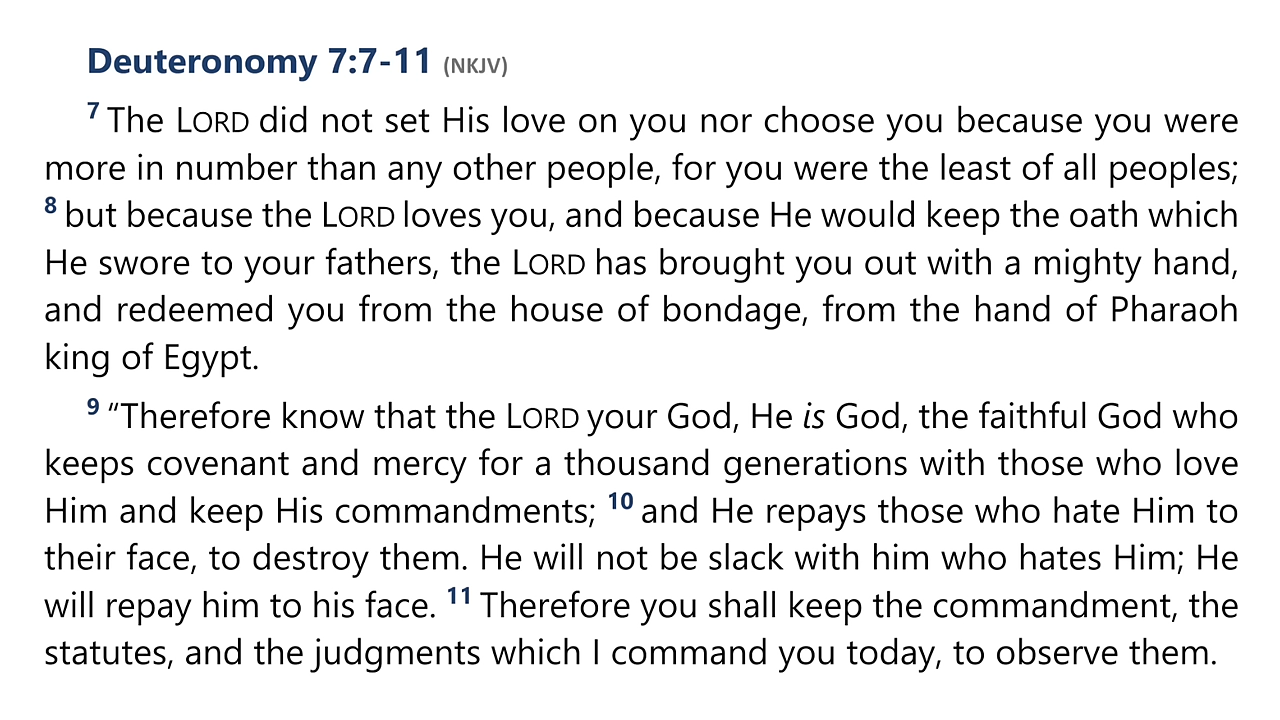 Deuteronomy 7:7-11 (NKJV)
7 The LORD did not set His love on you nor choose you because you were
more in number than any other people, for you were the least of all peoples;
8 but because the LORD loves you, and because He would keep the oath which
He swore to your fathers, the LORD has brought you out with a mighty hand,
and redeemed you from the house of bondage, from the hand of Pharaoh
king of Egypt.
9 “Therefore know that the LORD your God, He is God, the faithful God who
keeps covenant and mercy for a thousand generations with those who love
Him and keep His commandments; 10 and He repays those who hate Him to
their face, to destroy them. He will not be slack with him who hates Him; He
will repay him to his face. 11 Therefore you shall keep the commandment, the
statutes, and the judgments which I command you today, to observe them.